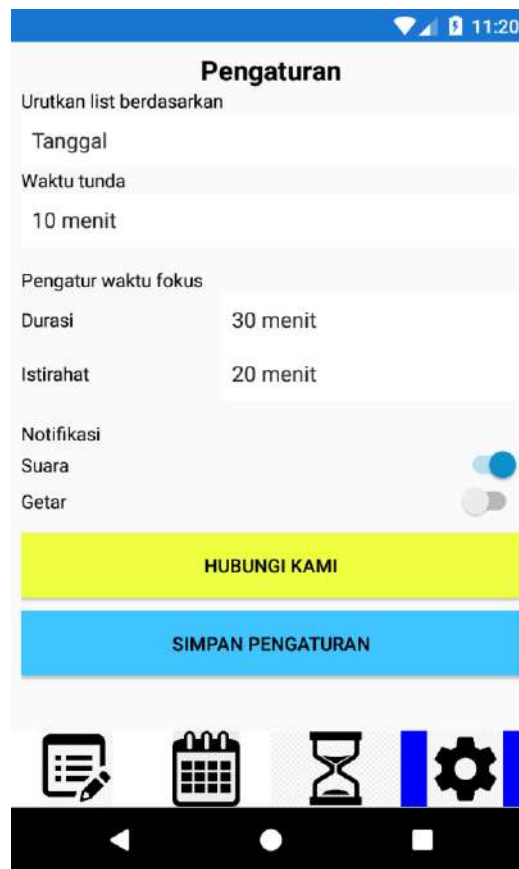 11:20
Pengaturan
Urutkan list berdasarkan
Tanggal
Waktu tunda
10 menit
Pengatur waktu fokus
Durasi 30 menit
Istirahat 20 menit
Notifikasi
Suara
Getar
HUBUNGI KAMI
SIMPAN PENGATURAN